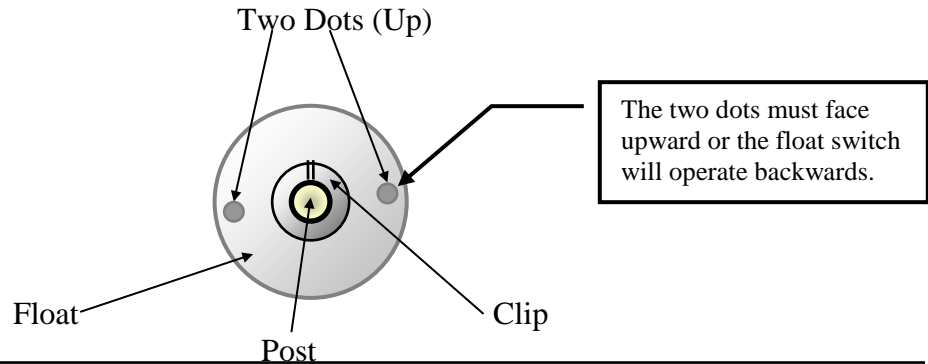 Two Dots (Up)
The two dots must face
upward or the float switch
will operate backwards.
Float
Clip
Post